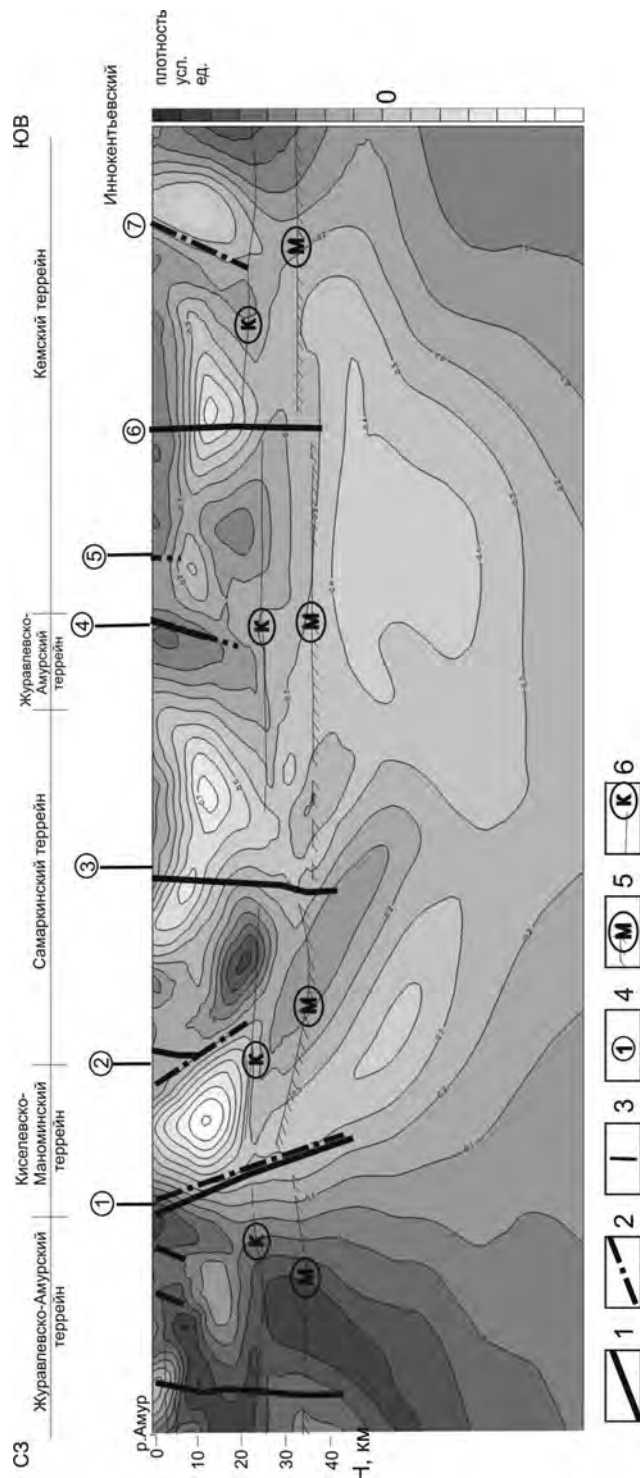 СЗ
ЮВ
Журавлевско-Амурский
террейн
Киселевско-
Маноминский
террейн
Самаркинский террейн
Журавлевско-
Амурский
террейн
Кемский террейн
р.Амур
1
2
3
4
5
6
7
Иннокентьевский
плотность
усл.
ед.
0
0
10
20
30
40
H, км
К
К
К
К
М
М
М
М
1
2
3
1
4
М
5
К
6